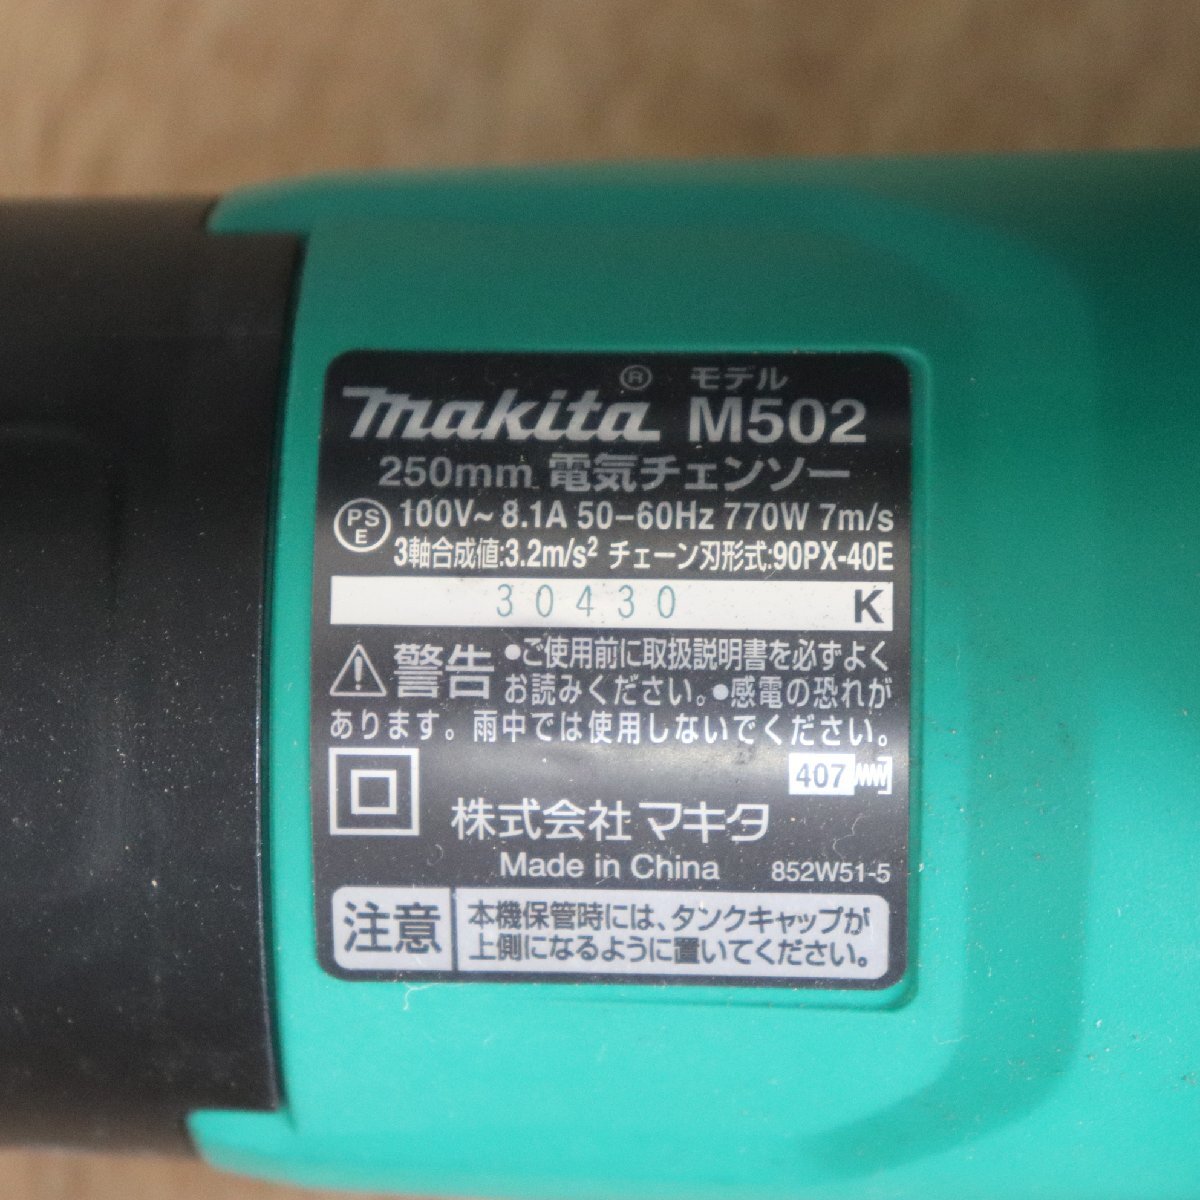 makita® モデル M502
250mm 電気チェンソー
PSE 100V~ 8.1A 50-60Hz 770W 7m/s
3軸合成値:3.2m/s² チェーン刃形式:90PX-40E
30430 K
警告 •ご使用前に取扱説明書を必ずよく
お読みください。•感電の恐れが
あります。雨中では使用しないでください。
407
株式会社マキタ
Made in China 852W51-5
注意 本機保管時には、タンクキャップが
上側になるように置いてください。